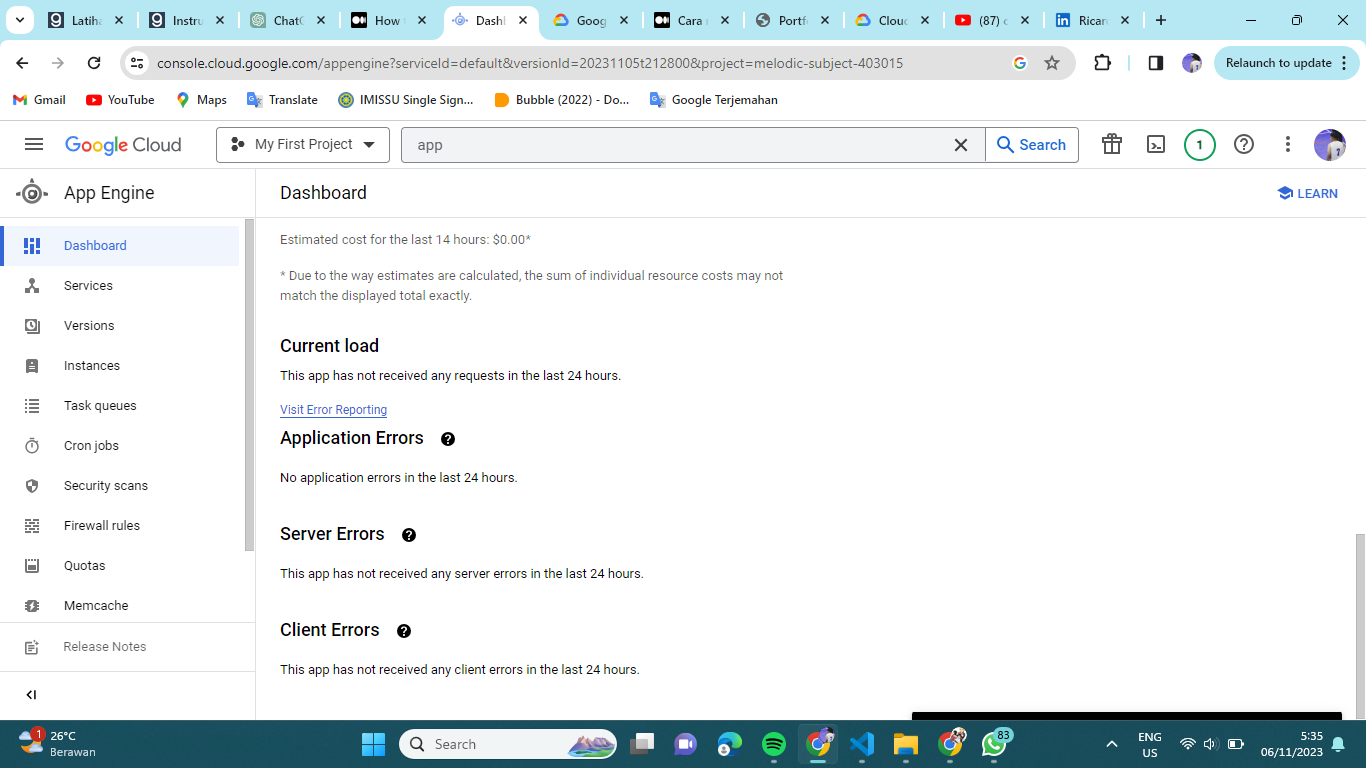 Latiha
Instru
ChatG
How t
Dashb
Goog
Cara r
Portfo
Cloud
(87) c
Rican
console.cloud.google.com/appengine?serviceId=default&versionId=20231105t212800&project=melodic-subject-403015
Relaunch to update
Gmail
YouTube
Maps
Translate
IMISSU Single Sign...
Bubble (2022) - Do...
Google Terjemahan
Google Cloud
My First Project
app
Search
1
App Engine
Dashboard
LEARN
Dashboard
Services
Versions
Instances
Task queues
Cron jobs
Security scans
Firewall rules
Quotas
Memcache
Release Notes
Estimated cost for the last 14 hours: $0.00*
* Due to the way estimates are calculated, the sum of individual resource costs may not
match the displayed total exactly.
Current load
This app has not received any requests in the last 24 hours.
Visit Error Reporting
Application Errors
No application errors in the last 24 hours.
Server Errors
This app has not received any server errors in the last 24 hours.
Client Errors
This app has not received any client errors in the last 24 hours.
1
26°C
Berawan
Search
83
ENG
US
5:35
06/11/2023